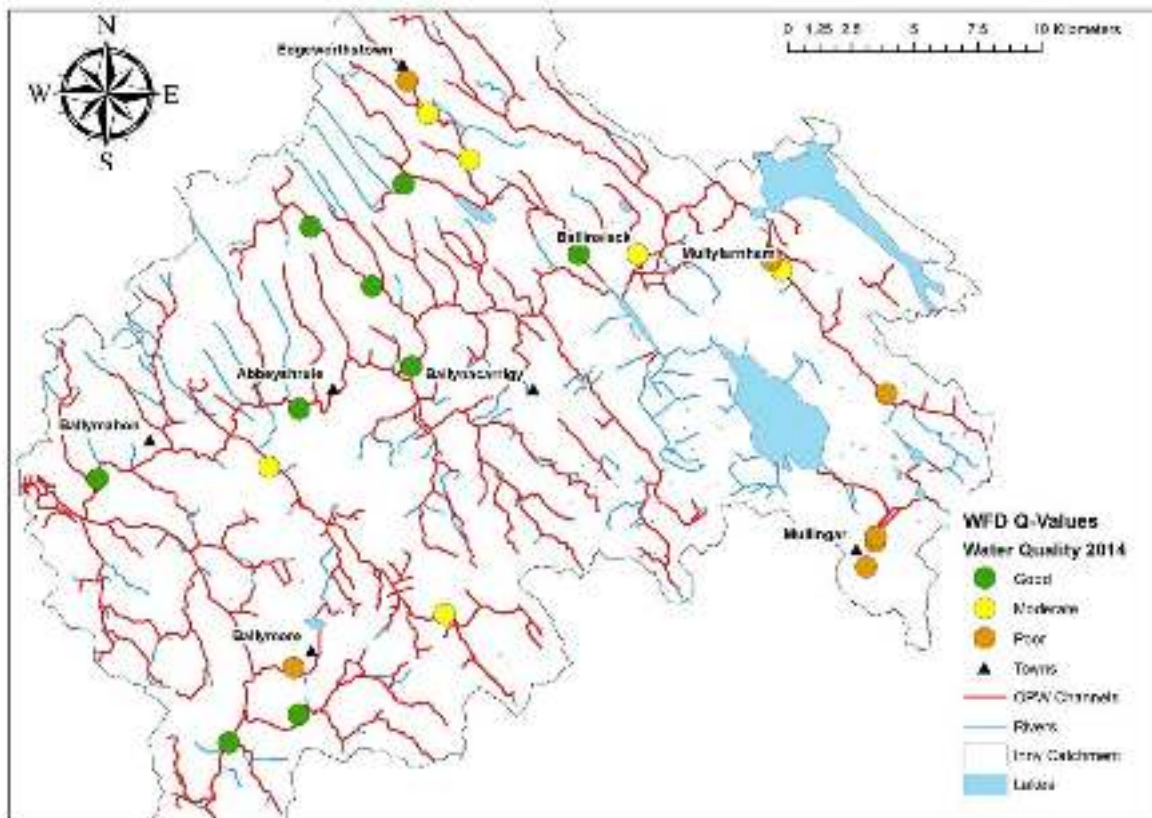 N
W E
S
0 1.25 2.5 5 7.5 10 Kilometers
Edgeworthstown
Ballinalack
Multyfarnham
Abbeyshrule
Ballynacarrigy
Ballymahon
Mullingar
Ballymore
WFD Q-Values
Water Quality 2014
Good
Moderate
Poor
Towns
OPW Channels
Rivers
Inny Catchment
Lakes